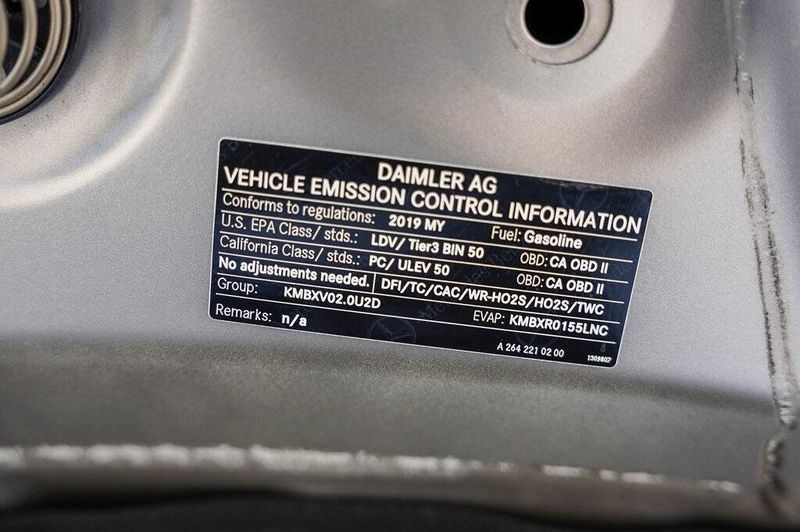 DAIMLER AG
VEHICLE EMISSION CONTROL INFORMATION
Conforms to regulations: 2019 MY Fuel: Gasoline
U.S. EPA Class/ stds.: LDV/ Tier3 BIN 50 OBD: CA OBD II
California Class/ stds.: PC/ ULEV 50 OBD: CA OBD II
No adjustments needed. DFI/TC/CAC/WR-HO2S/HO2S/TWC
Group: KMBXV02.0U2D EVAP: KMBXR0155LNC
Remarks: n/a
A 264 221 02 00